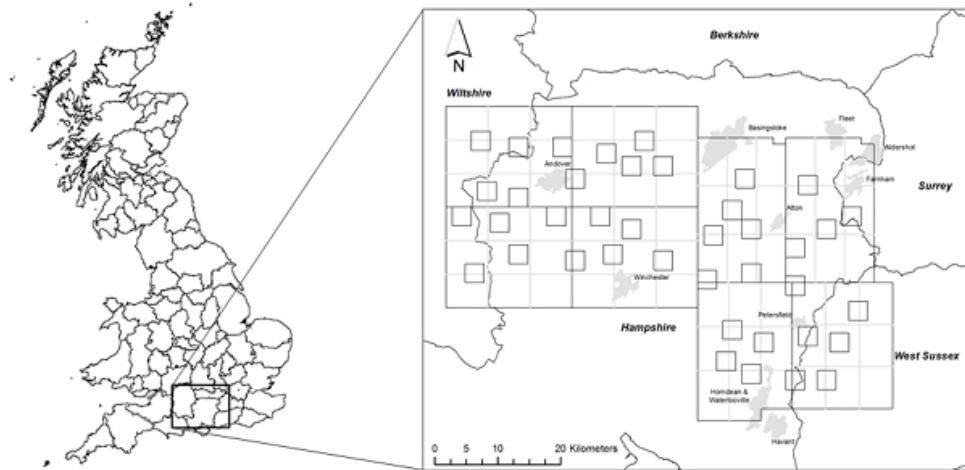 Berkshire
N
Wiltshire
Fleet
Basingstoke
Aldershot
Andover
Farnham
Surrey
Alton
Winchester
Petersfield
Hampshire
West Sussex
Horndean &
Waterlooville
Havant
0 5 10 20 Kilometers